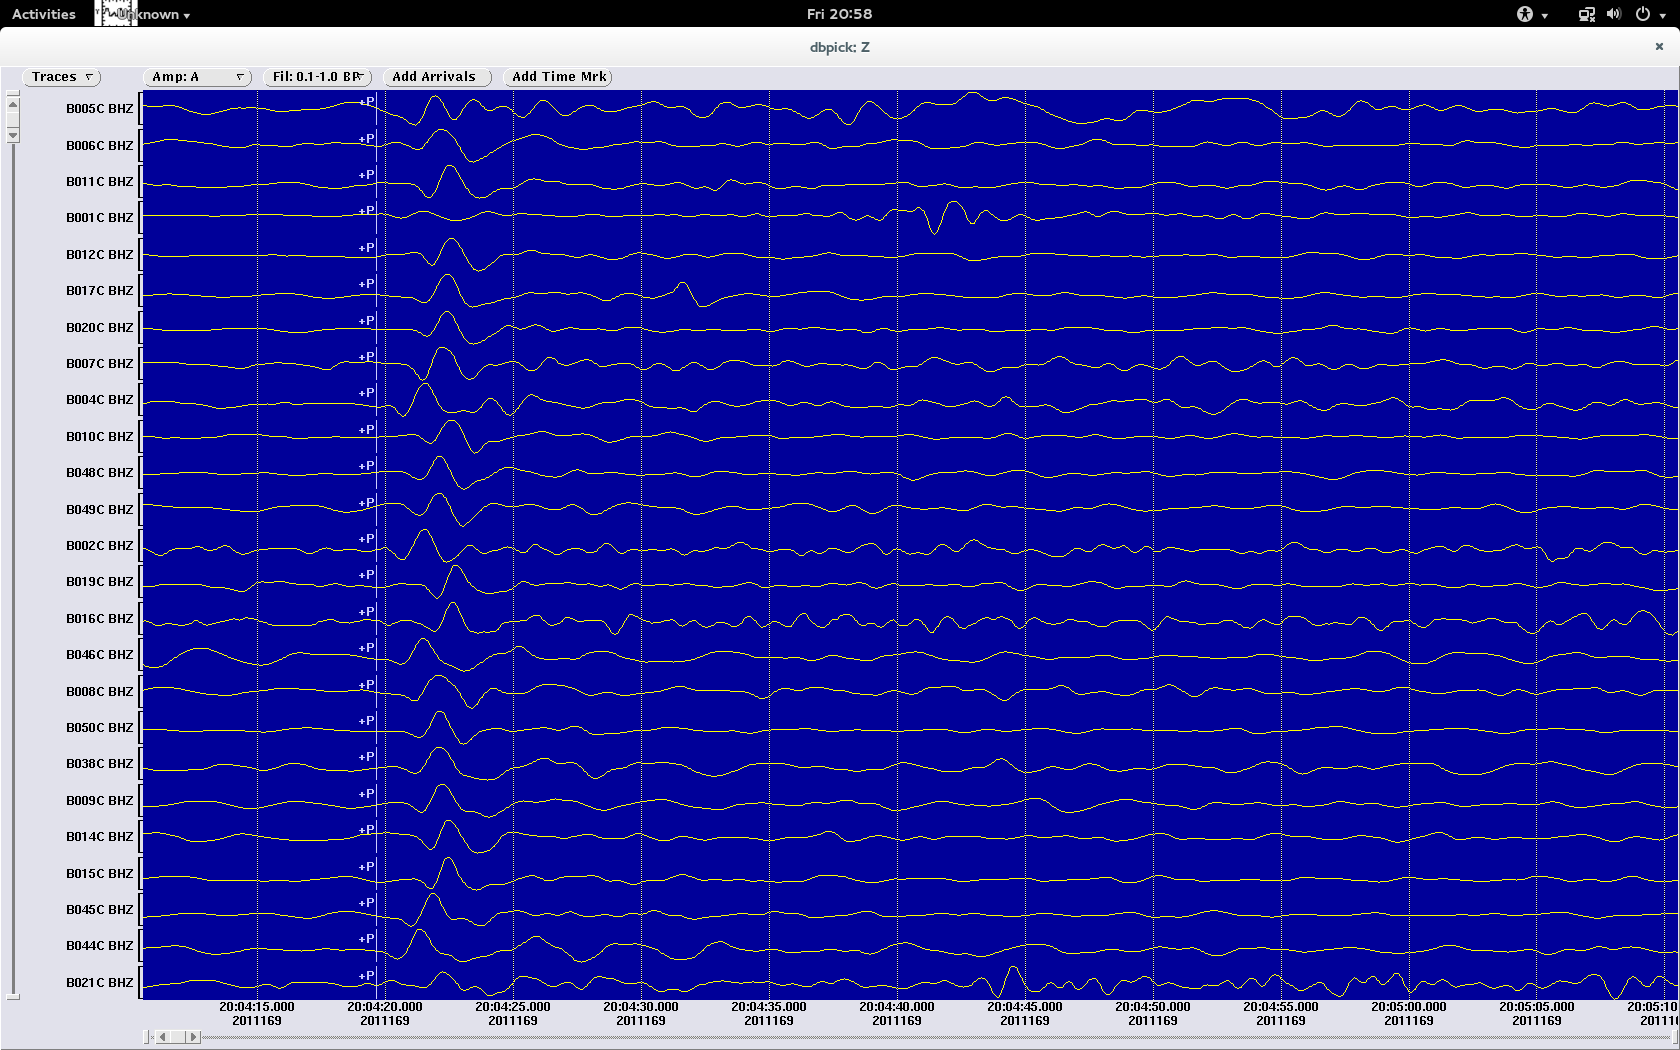 Activities Unknown Fri 20:58
dbpick: Z
Traces Amp: A Fil: 0.1-1.0 BP Add Arrivals Add Time Mrk
B005C BHZ +P
B006C BHZ +P
B011C BHZ +P
B001C BHZ +P
B012C BHZ +P
B017C BHZ +P
B020C BHZ +P
B007C BHZ +P
B004C BHZ +P
B010C BHZ +P
B048C BHZ +P
B049C BHZ +P
B002C BHZ +P
B019C BHZ +P
B016C BHZ +P
B046C BHZ +P
B008C BHZ +P
B050C BHZ +P
B038C BHZ +P
B009C BHZ +P
B014C BHZ +P
B015C BHZ +P
B045C BHZ +P
B044C BHZ +P
B021C BHZ +P
20:04:15.000 20:04:20.000 20:04:25.000 20:04:30.000 20:04:35.000 20:04:40.000 20:04:45.000 20:04:50.000 20:04:55.000 20:05:00.000 20:05:05.000 20:05:10
2011169 2011169 2011169 2011169 2011169 2011169 2011169 2011169 2011169 2011169 2011169 20111